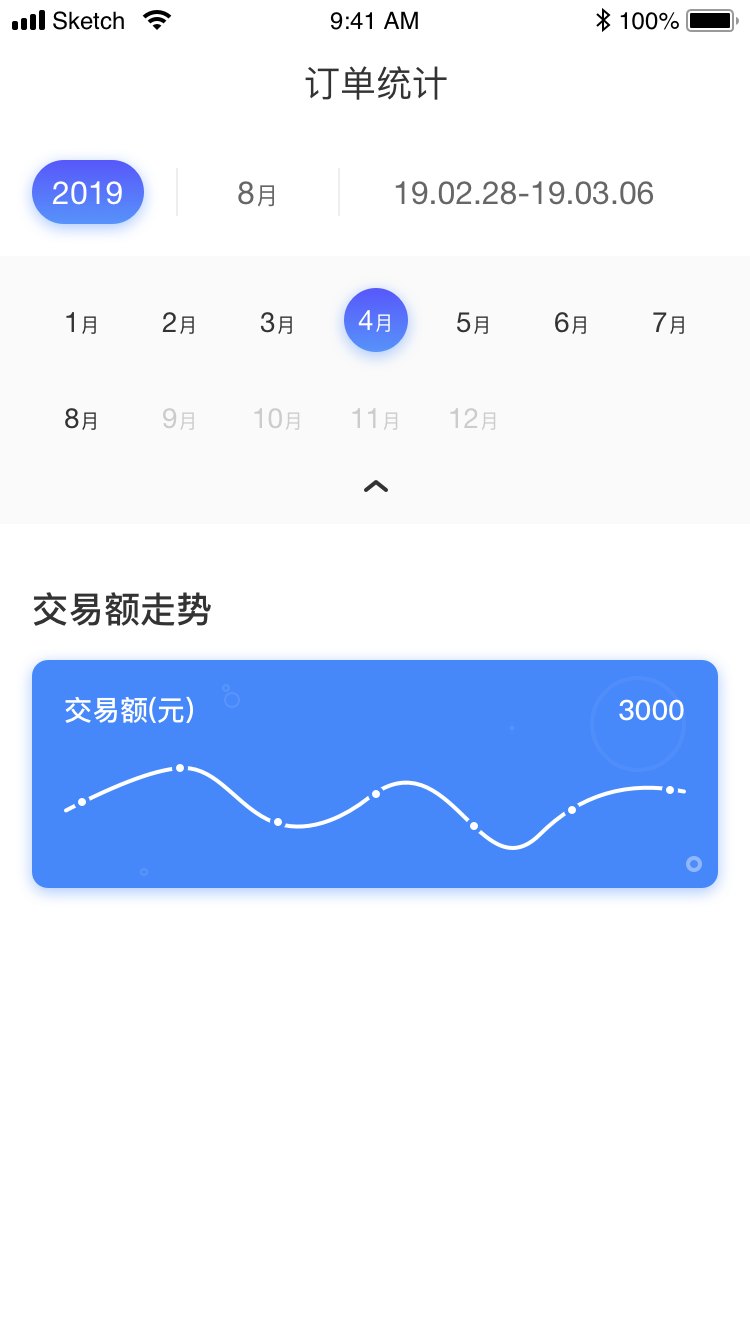 Sketch 9:41 AM 100%
订单统计
2019 8月 19.02.28-19.03.06
1月 2月 3月 4月 5月 6月 7月
8月 9月 10月 11月 12月
交易额走势
交易额(元) 3000